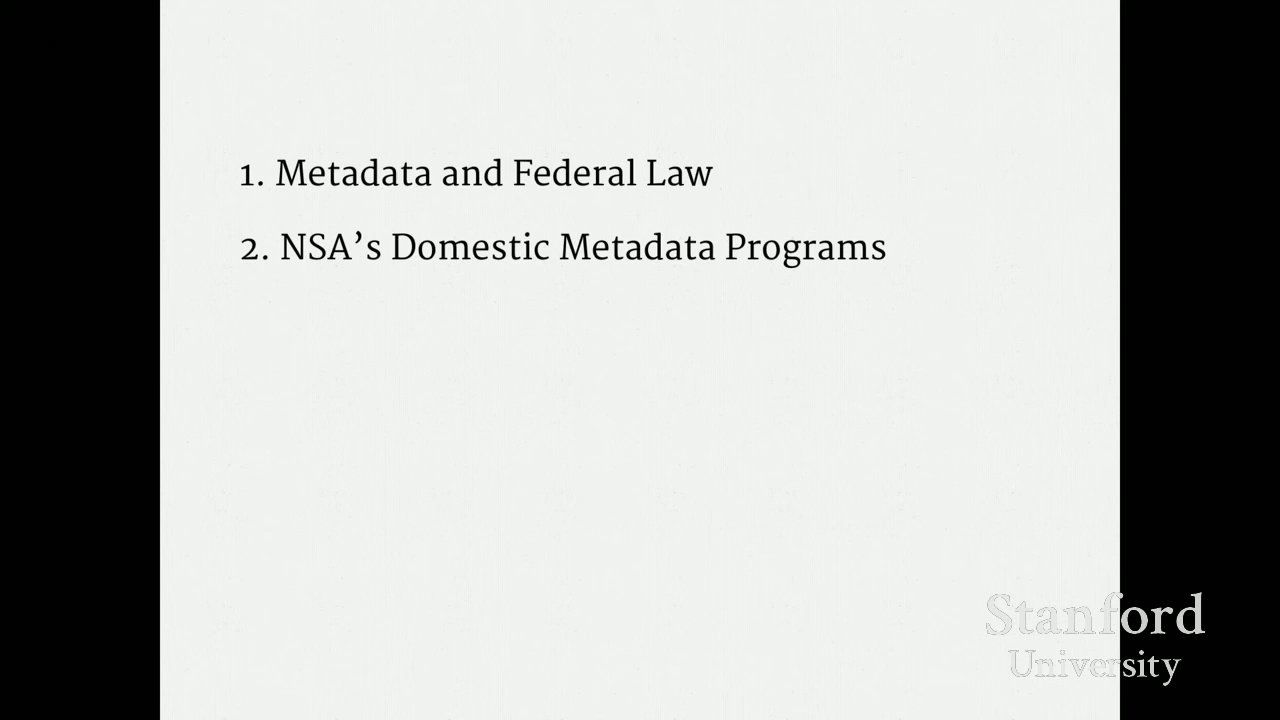 1. Metadata and Federal Law
2. NSA’s Domestic Metadata Programs
Stanford
University